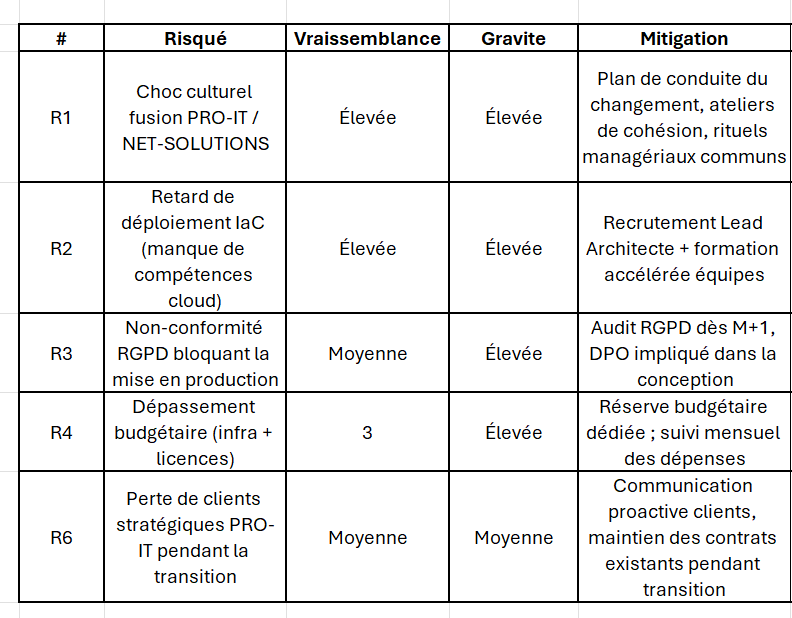 # Risqué Vraissemblance Gravite Mitigation
R1
Choc culturel
fusion PRO-IT /
NET-SOLUTIONS
Élevée
Élevée
Plan de conduite du
changement, ateliers
de cohésion, rituels
managériaux communs
R2
Retard de
déploiement IaC
(manque de
compétences
cloud)
Élevée
Élevée
Recrutement Lead
Architecte + formation
accélérée équipes
R3
Non-conformité
RGPD bloquant la
mise en production
Moyenne
Élevée
Audit RGPD dès M+1,
DPO impliqué dans la
conception
R4
Dépassement
budgétaire (infra +
licences)
3
Élevée
Réserve budgétaire
dédiée ; suivi mensuel
des dépenses
R6
Perte de clients
stratégiques PRO-
IT pendant la
transition
Moyenne
Moyenne
Communication
proactive clients,
maintien des contrats
existants pendant
transition